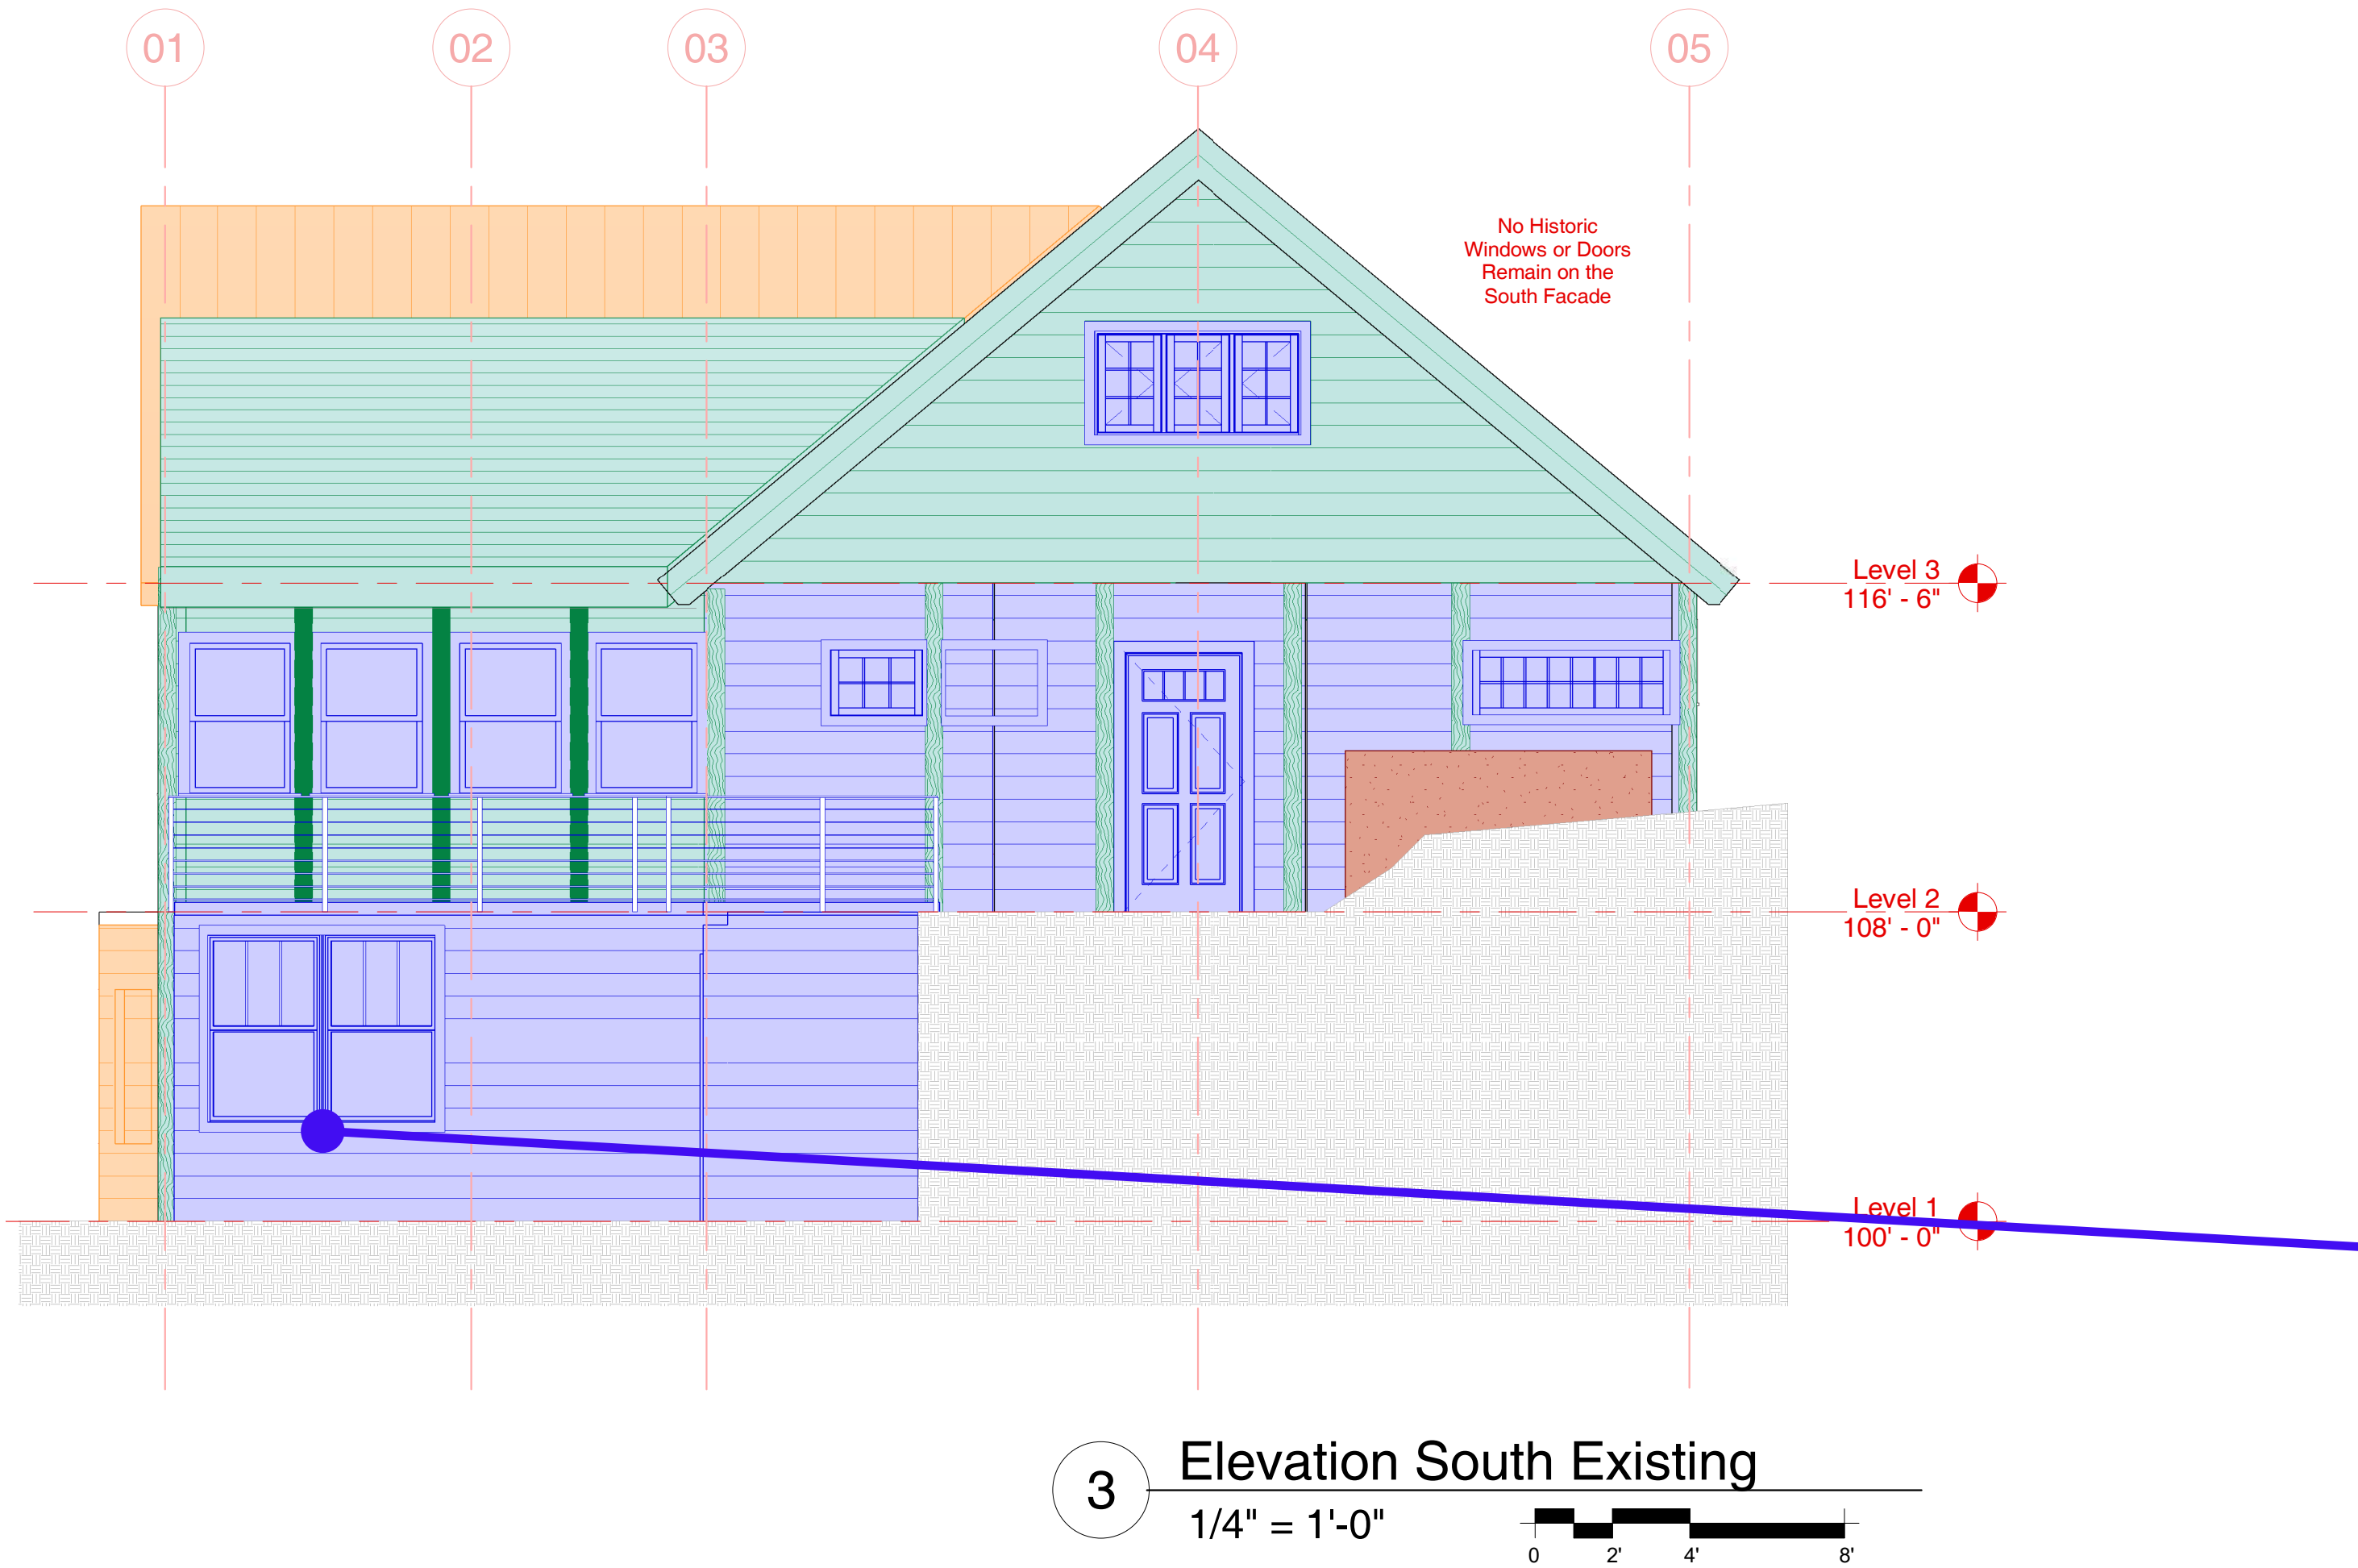 01
02
03
04
05
No Historic
Windows or Doors
Remain on the
South Facade
Level 3
116' - 6"
Level 2
108' - 0"
Level 1
100' - 0"
3
Elevation South Existing
1/4" = 1'-0"
0 2' 4' 8'